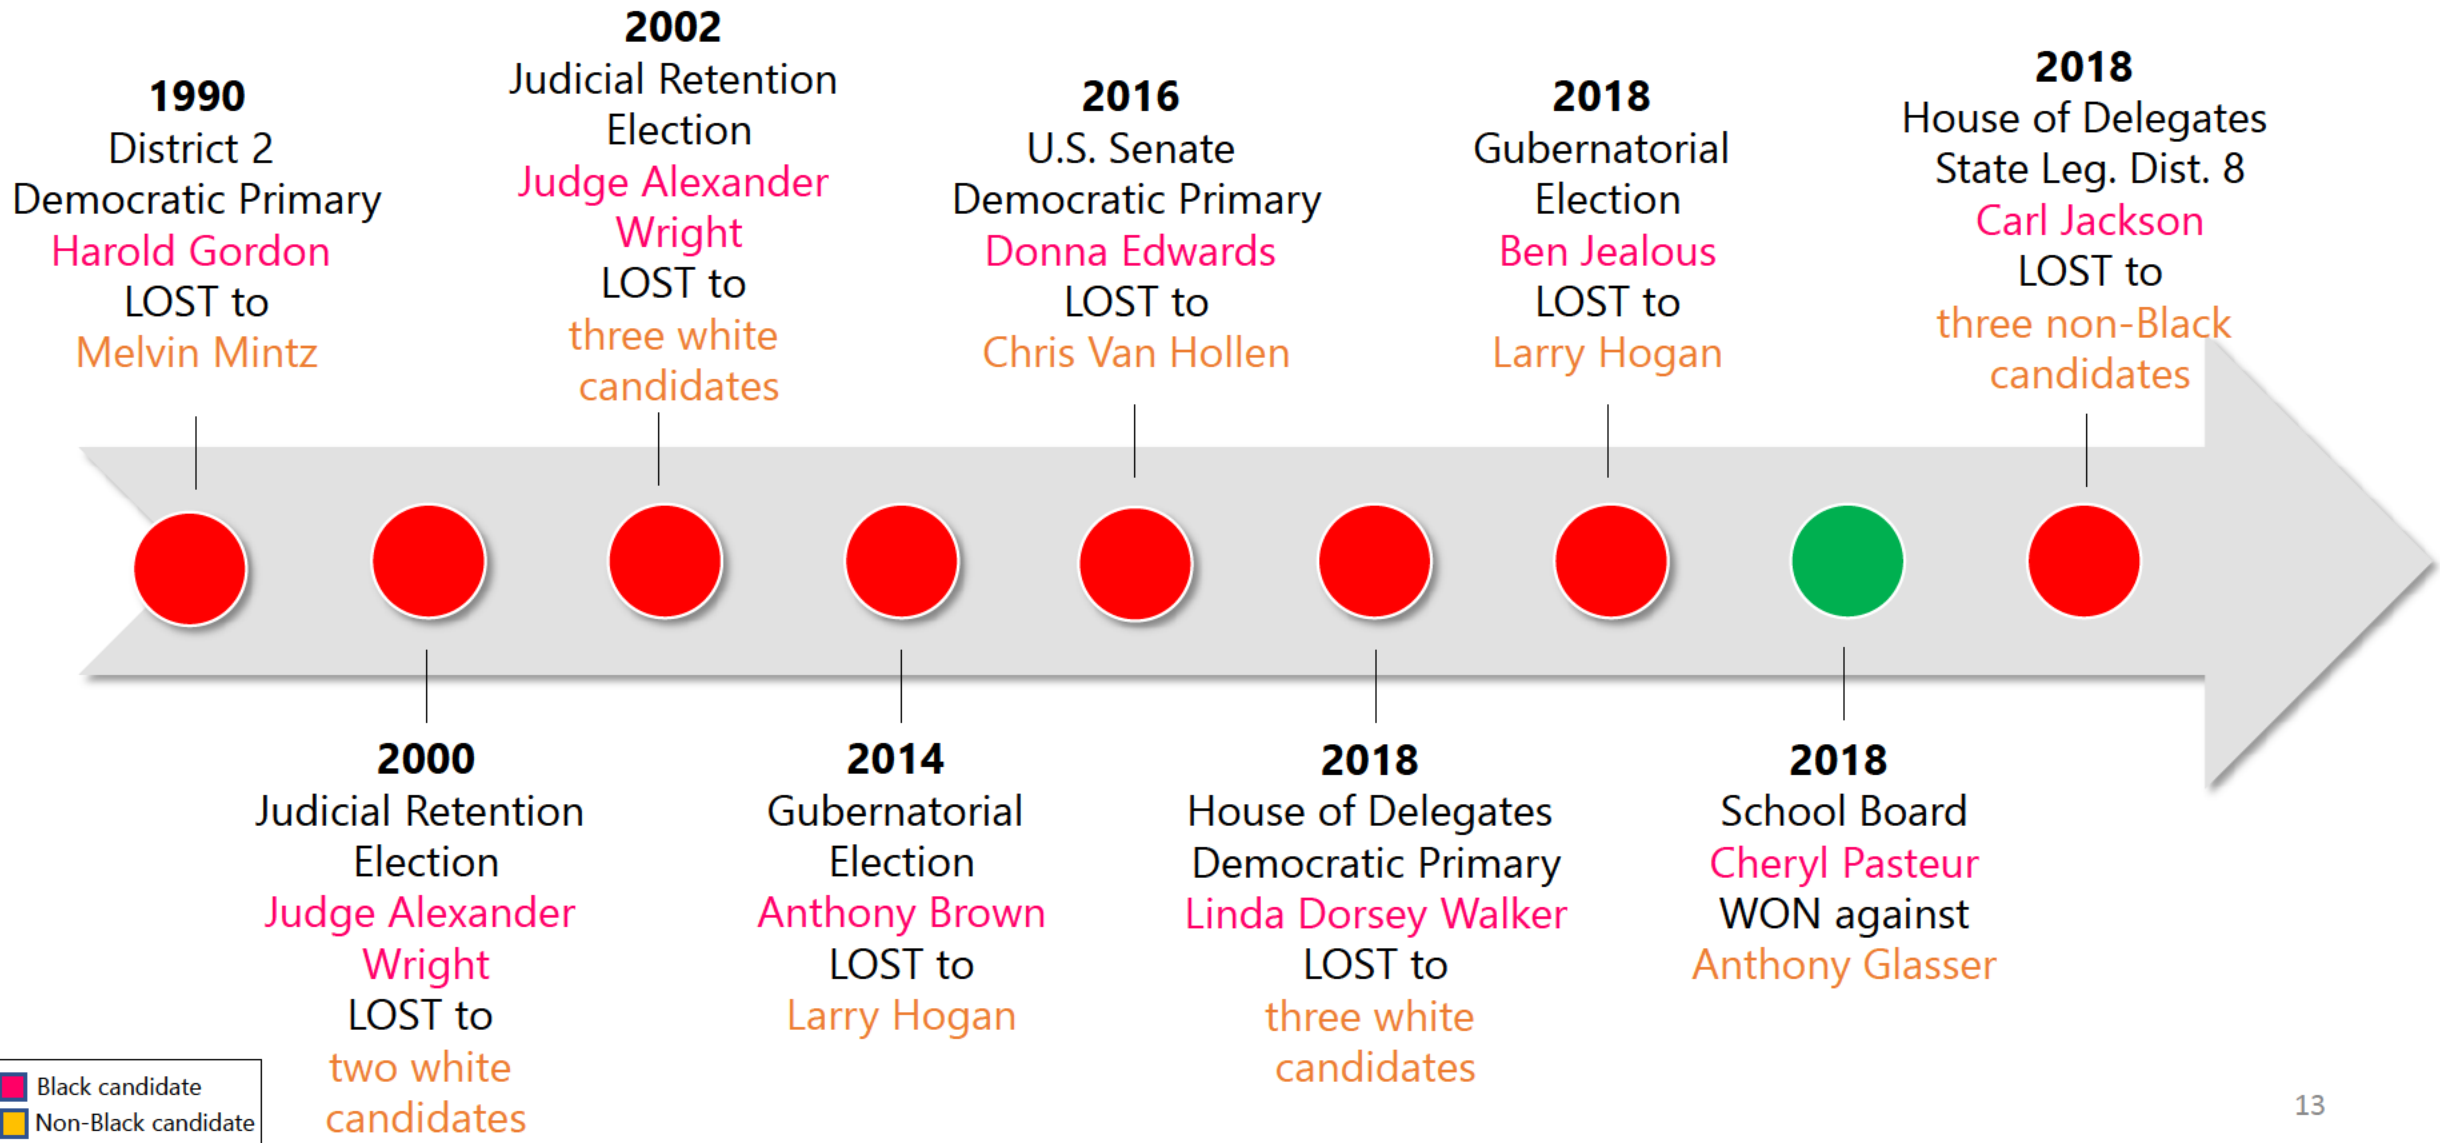 1990
District 2
Democratic Primary
Harold Gordon
LOST to
Melvin Mintz
2000
Judicial Retention
Election
Judge Alexander
Wright
LOST to
two white
candidates
2002
Judicial Retention
Election
Judge Alexander
Wright
LOST to
three white
candidates
2014
Gubernatorial
Election
Anthony Brown
LOST to
Larry Hogan
2016
U.S. Senate
Democratic Primary
Donna Edwards
LOST to
Chris Van Hollen
2018
House of Delegates
Democratic Primary
Linda Dorsey Walker
LOST to
three white
candidates
2018
Gubernatorial
Election
Ben Jealous
LOST to
Larry Hogan
2018
School Board
Cheryl Pasteur
WON against
Anthony Glasser
2018
House of Delegates
State Leg. Dist. 8
Carl Jackson
LOST to
three non-Black
candidates
Black candidate
Non-Black candidate
13